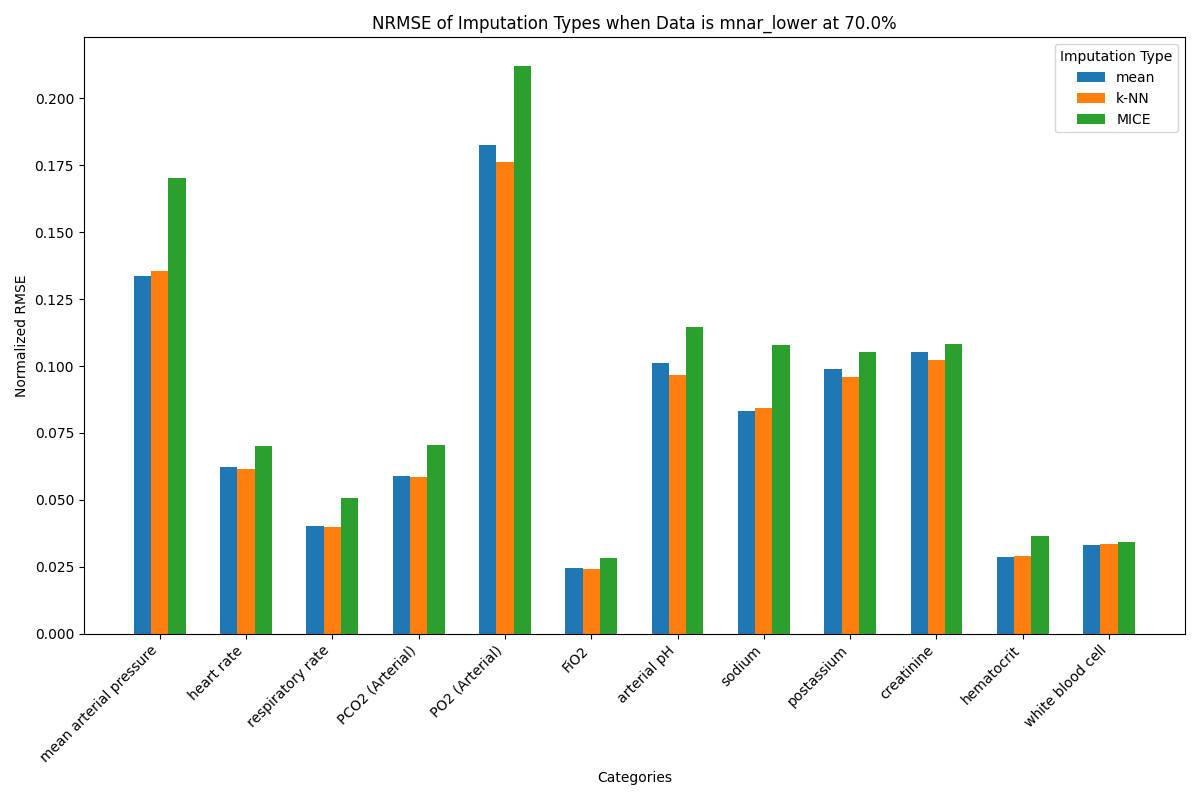 NRMSE of Imputation Types when Data is mnar_lower at 70.0%
Imputation Type
mean
k-NN
MICE
Normalized RMSE
0.200
0.175
0.150
0.125
0.100
0.075
0.050
0.025
0.000
mean arterial pressure
heart rate
respiratory rate
PCO2 (Arterial)
PO2 (Arterial)
FiO2
arterial pH
sodium
postassium
creatinine
hematocrit
white blood cell
Categories